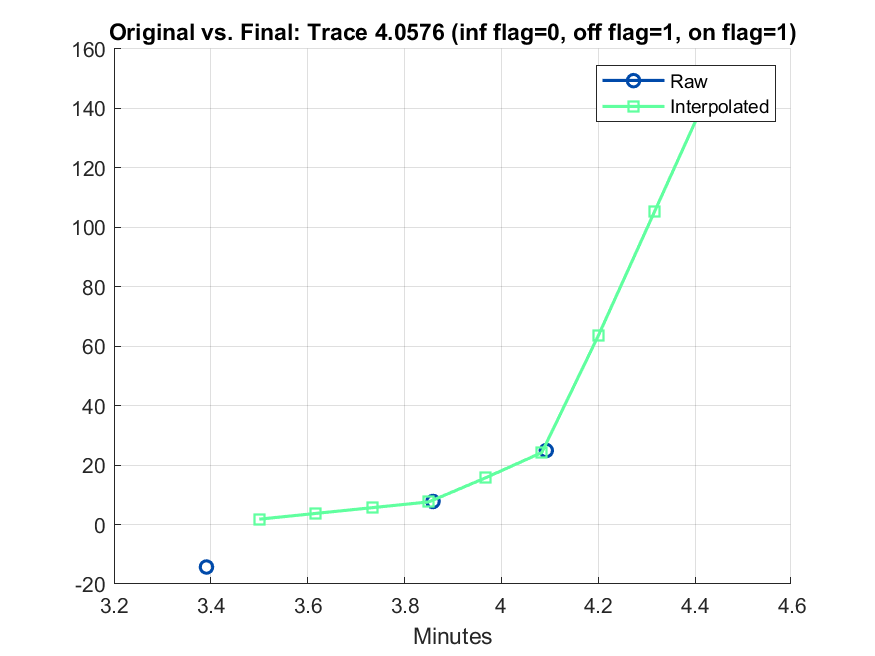 Original vs. Final: Trace 4.0576 (inf flag=0, off flag=1, on flag=1)
160
140
120
100
80
60
40
20
0
-20
Raw
Interpolated
3.2 3.4 3.6 3.8 4 4.2 4.4 4.6
Minutes